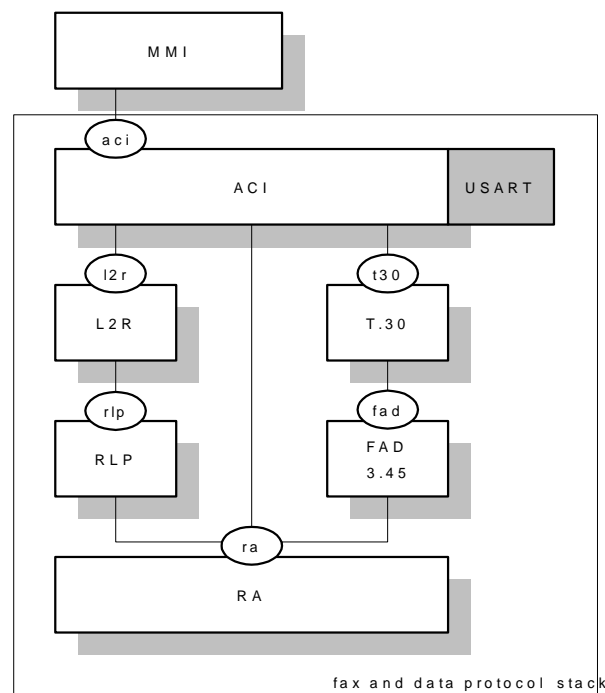 MMI
aci
ACI
USART
l2r
t30
L2R
T.30
rlp
fad
RLP
FAD
3.45
ra
RA
fax and data protocol stack